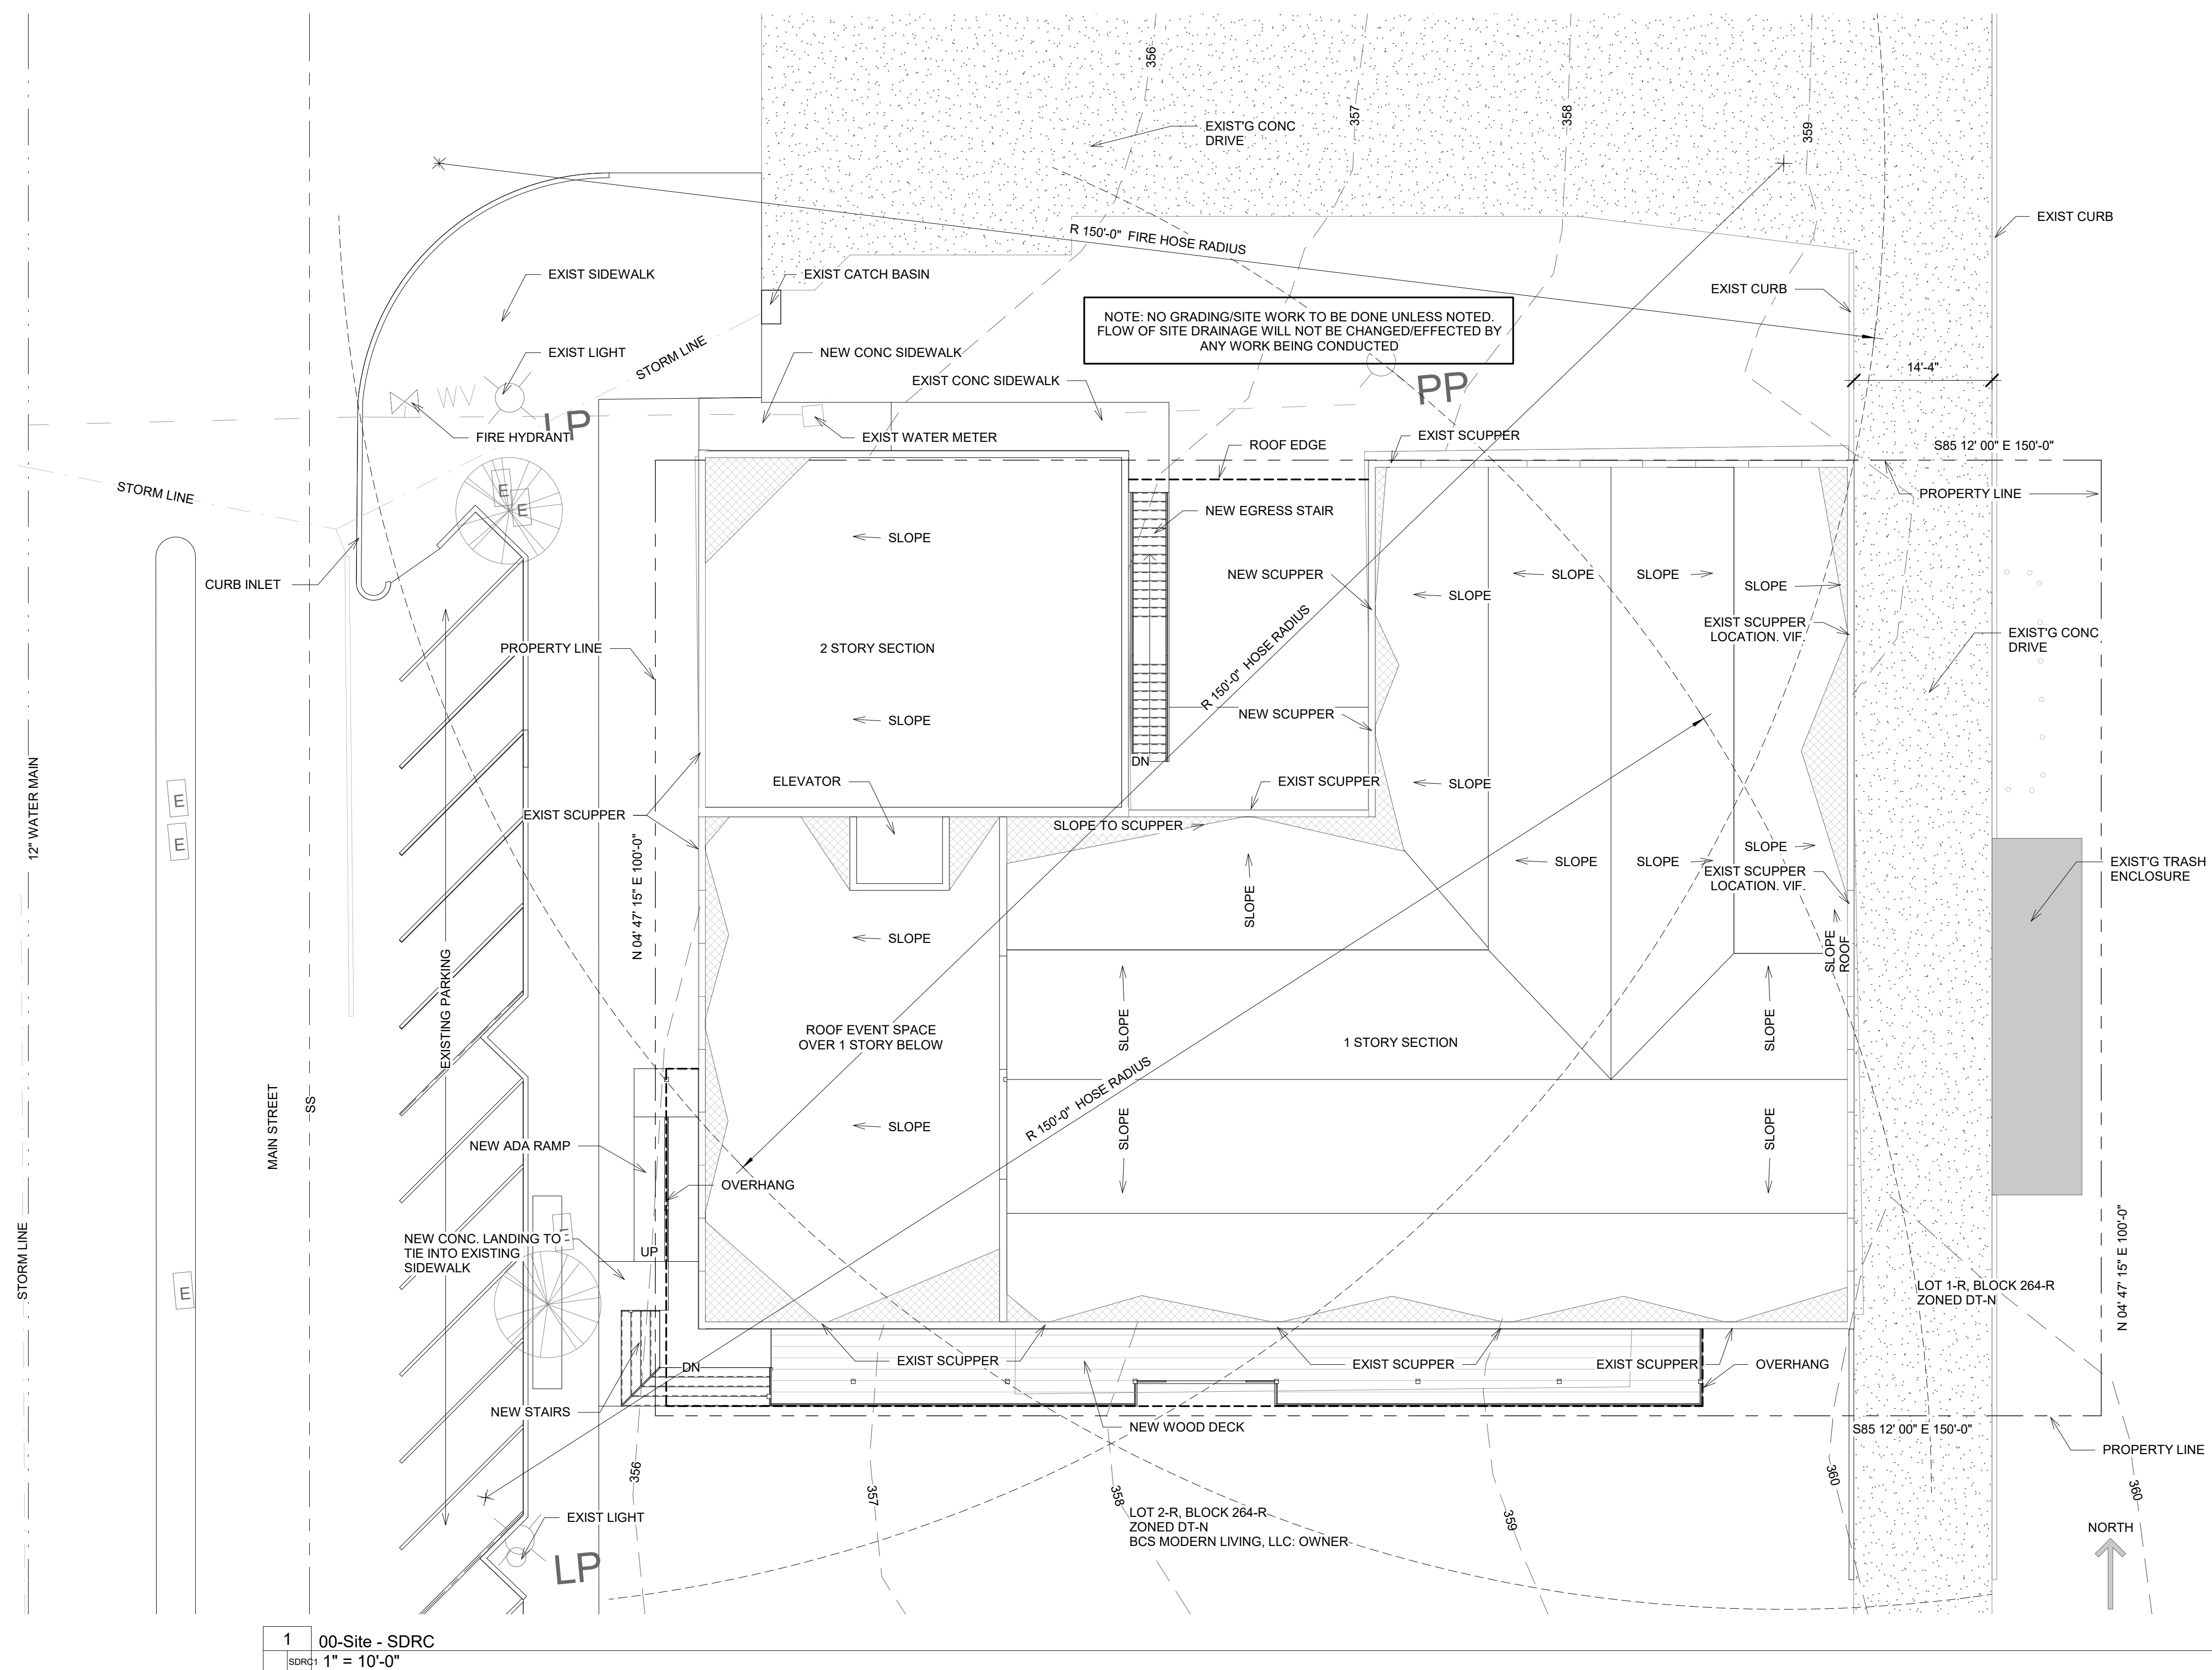 356
357
358
359
EXIST'G CONC
DRIVE
EXIST CURB
R 150'-0" FIRE HOSE RADIUS
EXIST SIDEWALK
EXIST CATCH BASIN
EXIST CURB
NOTE: NO GRADING/SITE WORK TO BE DONE UNLESS NOTED.
FLOW OF SITE DRAINAGE WILL NOT BE CHANGED/EFFECTED BY
ANY WORK BEING CONDUCTED
EXIST LIGHT
STORM LINE
NEW CONC SIDEWALK
EXIST CONC SIDEWALK
14'-4"
PP
WV
LP
FIRE HYDRANT
EXIST WATER METER
ROOF EDGE
EXIST SCUPPER
S85 12' 00" E 150'-0"
STORM LINE
E
E
PROPERTY LINE
NEW EGRESS STAIR
SLOPE
CURB INLET
NEW SCUPPER
SLOPE
SLOPE
SLOPE
SLOPE
EXIST SCUPPER
LOCATION. VIF.
EXIST'G CONC
DRIVE
PROPERTY LINE
2 STORY SECTION
R 150'-0" HOSE RADIUS
NEW SCUPPER
SLOPE
DN
12" WATER MAIN
E
E
ELEVATOR
EXIST SCUPPER
SLOPE
EXIST SCUPPER
SLOPE TO SCUPPER
N 04' 47' 15" E 100'-0"
SLOPE
SLOPE
SLOPE
EXIST SCUPPER
LOCATION. VIF.
EXIST'G TRASH
ENCLOSURE
SLOPE
SLOPE
SLOPE
ROOF
EXISTING PARKING
ROOF EVENT SPACE
OVER 1 STORY BELOW
SLOPE
1 STORY SECTION
SLOPE
MAIN STREET
SS
R 150'-0" HOSE RADIUS
SLOPE
SLOPE
SLOPE
NEW ADA RAMP
OVERHANG
STORM LINE
E
NEW CONC. LANDING TO
TIE INTO EXISTING
SIDEWALK
E
UP
LOT 1-R, BLOCK 264-R
ZONED DT-N
N 04' 47' 15" E 100'-0"
DN
EXIST SCUPPER
EXIST SCUPPER
EXIST SCUPPER
OVERHANG
NEW STAIRS
NEW WOOD DECK
S85 12' 00" E 150'-0"
PROPERTY LINE
356
357
358
359
360
360
LOT 2-R, BLOCK 264-R
ZONED DT-N
BCS MODERN LIVING, LLC: OWNER
EXIST LIGHT
LP
NORTH
1
00-Site - SDRC
SDRC1
1" = 10'-0"